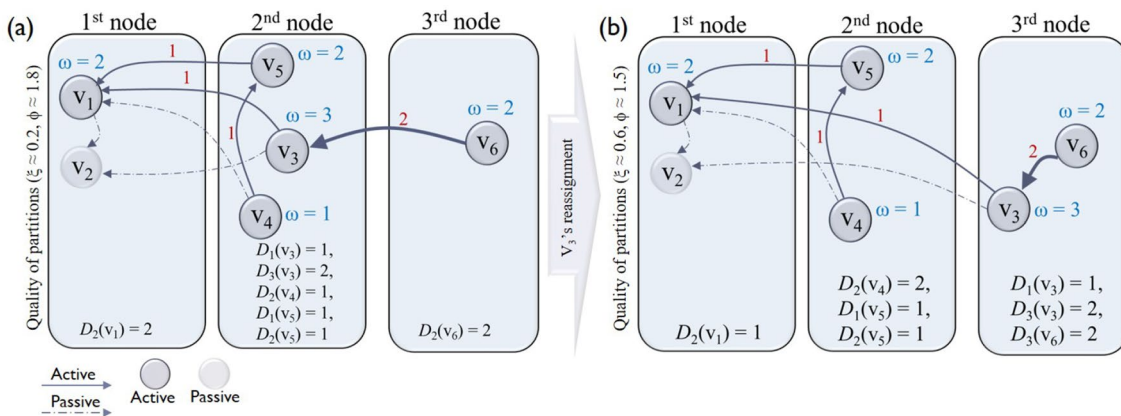 (a)
1st node
2nd node
3rd node
Quality of partitions (ξ ≈ 0.2, ϕ ≈ 1.8)
ω = 2
v1
v2
1
1
v5
ω = 2
ω = 3
v3
1
v4
ω = 1
2
ω = 2
v6
D1(v3) = 1,
D3(v3) = 2,
D2(v4) = 1,
D1(v5) = 1,
D2(v5) = 1
D2(v1) = 2
D2(v6) = 2
Active
Passive
Active
Passive
V3's reassignment
(b)
1st node
2nd node
3rd node
Quality of partitions (ξ ≈ 0.6, ϕ ≈ 1.5)
ω = 2
v1
v2
1
1
v5
ω = 2
1
v4
ω = 1
ω = 2
v6
2
v3
ω = 3
D2(v1) = 1
D2(v4) = 2,
D1(v5) = 1,
D2(v5) = 1
D1(v3) = 1,
D3(v3) = 2,
D3(v6) = 2